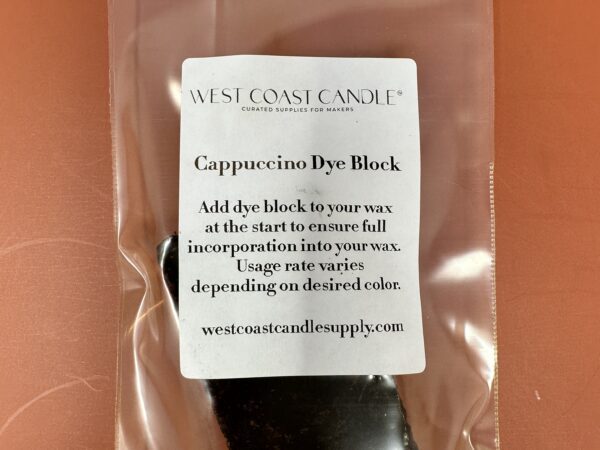 WEST COAST CANDLE
CURATED SUPPLIES FOR MAKERS
Cappuccino Dye Block
Add dye block to your wax
at the start to ensure full
incorporation into your wax.
Usage rate varies
depending on desired color.
westcoastcandlesupply.com